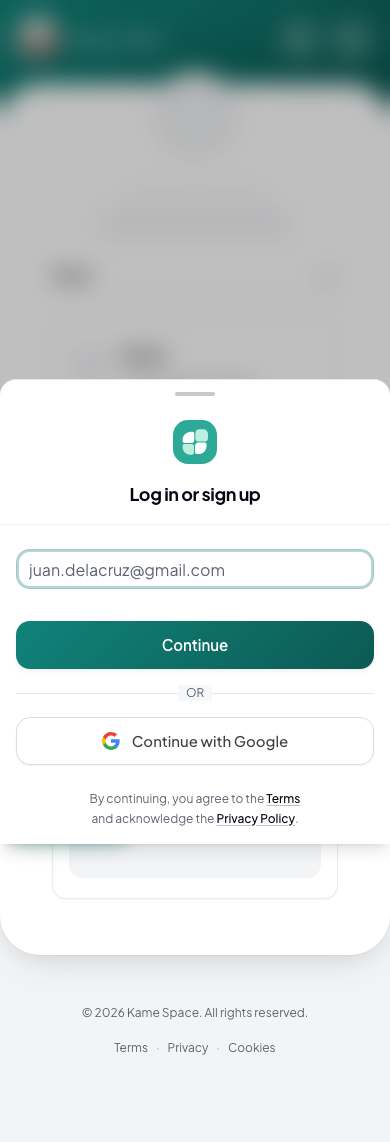 Log in or sign up
juan.delacruz@gmail.com
Continue
OR
Continue with Google
By continuing, you agree to the Terms
and acknowledge the Privacy Policy.
© 2026 Kame Space. All rights reserved.
Terms · Privacy · Cookies